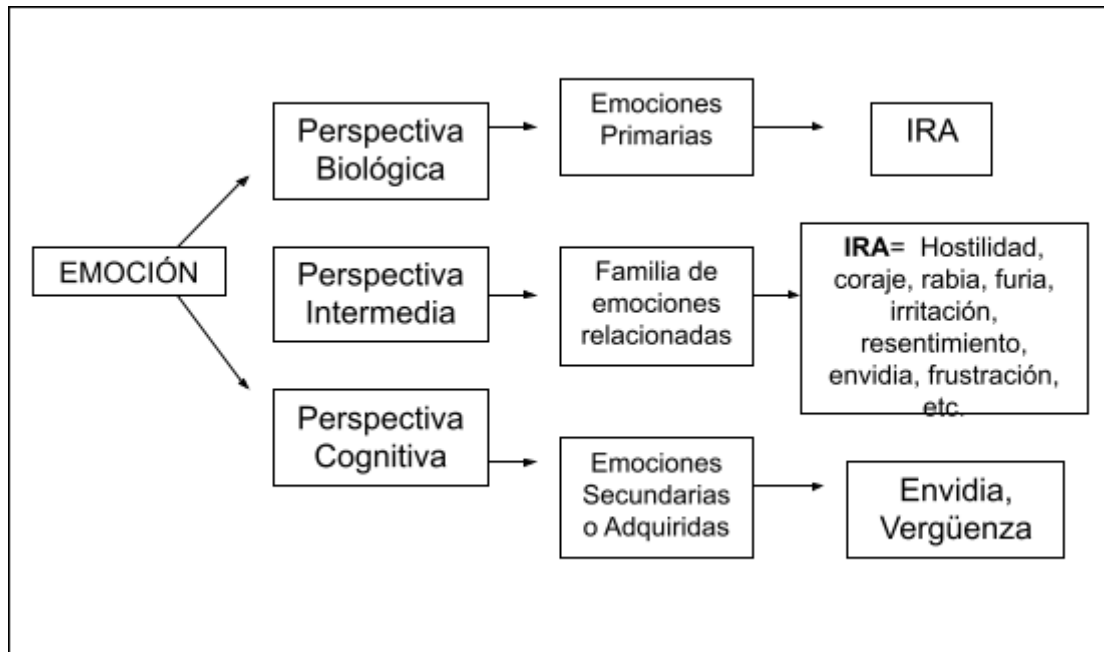 EMOCIÓN
Perspectiva
Biológica
Emociones
Primarias
IRA
Perspectiva
Intermedia
Familia de
emociones
relacionadas
IRA= Hostilidad,
coraje, rabia, furia,
irritación,
resentimiento,
envidia, frustración,
etc.
Perspectiva
Cognitiva
Emociones
Secundarias
o Adquiridas
Envidia,
Vergüenza